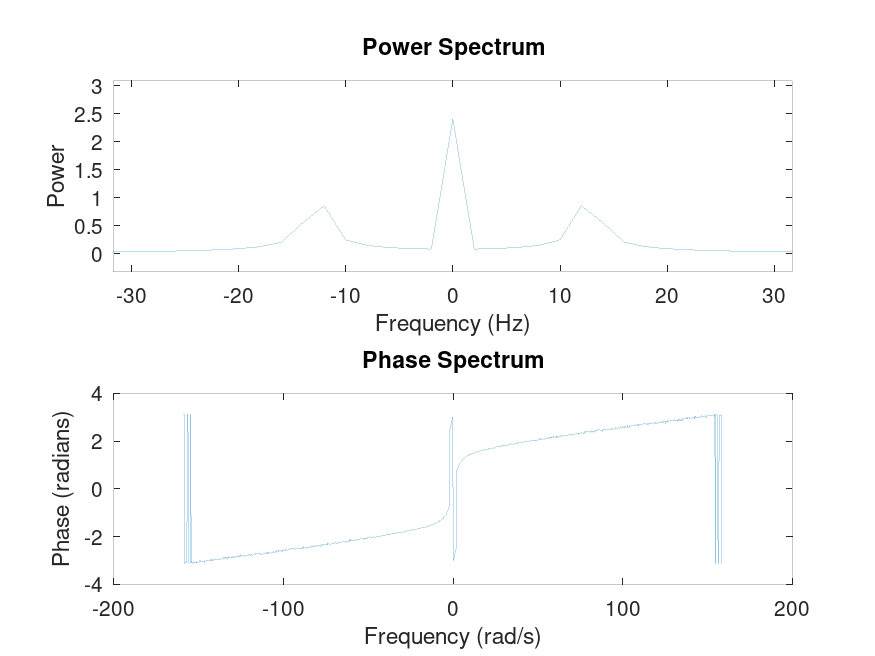 Power Spectrum
3
2.5
2
1.5
1
0.5
0
Power
-30 -20 -10 0 10 20 30
Frequency (Hz)
Phase Spectrum
4
2
0
-2
-4
Phase (radians)
-200 -100 0 100 200
Frequency (rad/s)